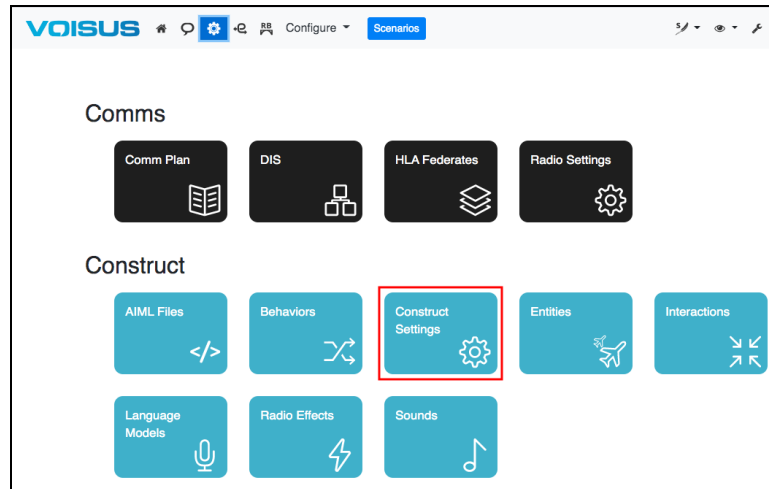 VOISUS RB Configure Scenarios
Comms
Comm Plan
DIS
HLA Federates
Radio Settings
Construct
AIML Files
</>
Behaviors
Construct
Settings
Entities
Interactions
Language
Models
Radio Effects
Sounds